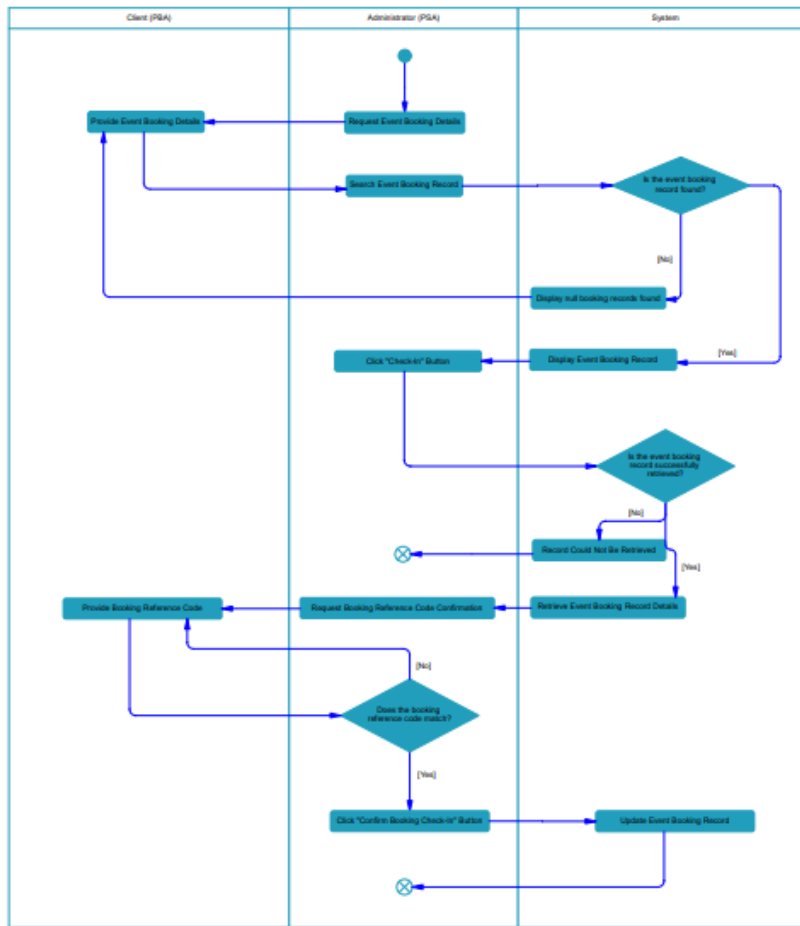 Client (PBA)
Administrator (PSA)
System
Provide Event Booking Details
Request Event Booking Details
Search Event Booking Record
Is the event booking
record found?
[No]
Display null booking records found
[Yes]
Click "Check-In" Button
Display Event Booking Record
Is the event booking
record successfully
retrieved?
[No]
Record Could Not Be Retrieved
[Yes]
Provide Booking Reference Code
Request Booking Reference Code Confirmation
Retrieve Event Booking Record Details
[No]
Does the booking
reference code match?
[Yes]
Click "Confirm Booking Check-In" Button
Update Event Booking Record